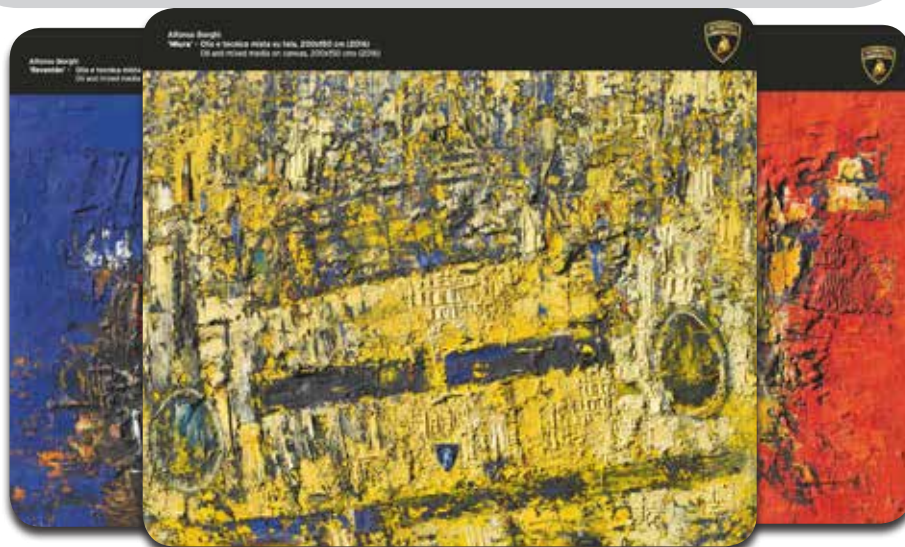 Alfonso Borghi
'Reventón' - Olio e tecnica mista
Oil and mixed media
Alfonso Borghi
'Miura' - Olio e tecnica mista su tela, 200x150 cm (2016)
Oil and mixed media on canvas, 200x150 cms (2016)